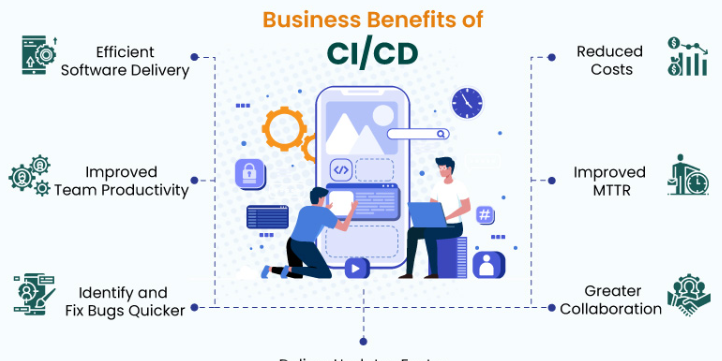 Business Benefits of
CI/CD
Efficient
Software Delivery
Reduced
Costs
Improved
Team Productivity
Improved
MTTR
Identify and
Fix Bugs Quicker
Greater
Collaboration